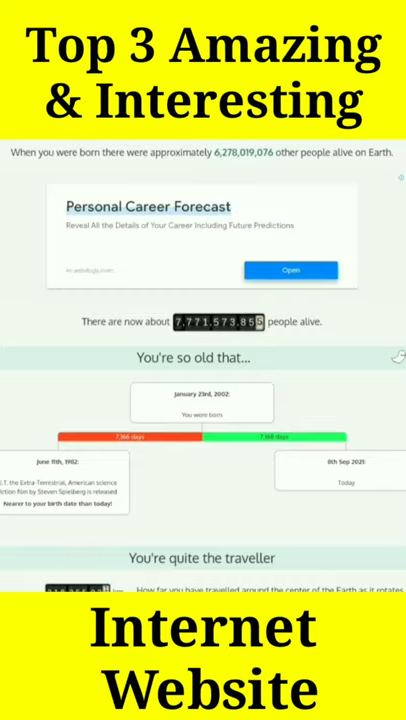 Top 3 Amazing
& Interesting
When you were born there were approximately 6,278,019,076 other people alive on Earth.
Personal Career Forecast
Reveal All the Details of Your Career Including Future Predictions
Open
There are now about 7,771,573,855 people alive.
You're so old that...
January 23rd, 2002:
You were born
7,166 days 7,168 days
June 11th, 1982:
E.T. the Extra-Terrestrial, American science
fiction film by Steven Spielberg is released
Nearer to your birth date than today!
8th Sep 2021:
Today
You're quite the traveller
km How far you have travelled around the center of the Earth as it rotates
Internet
Website